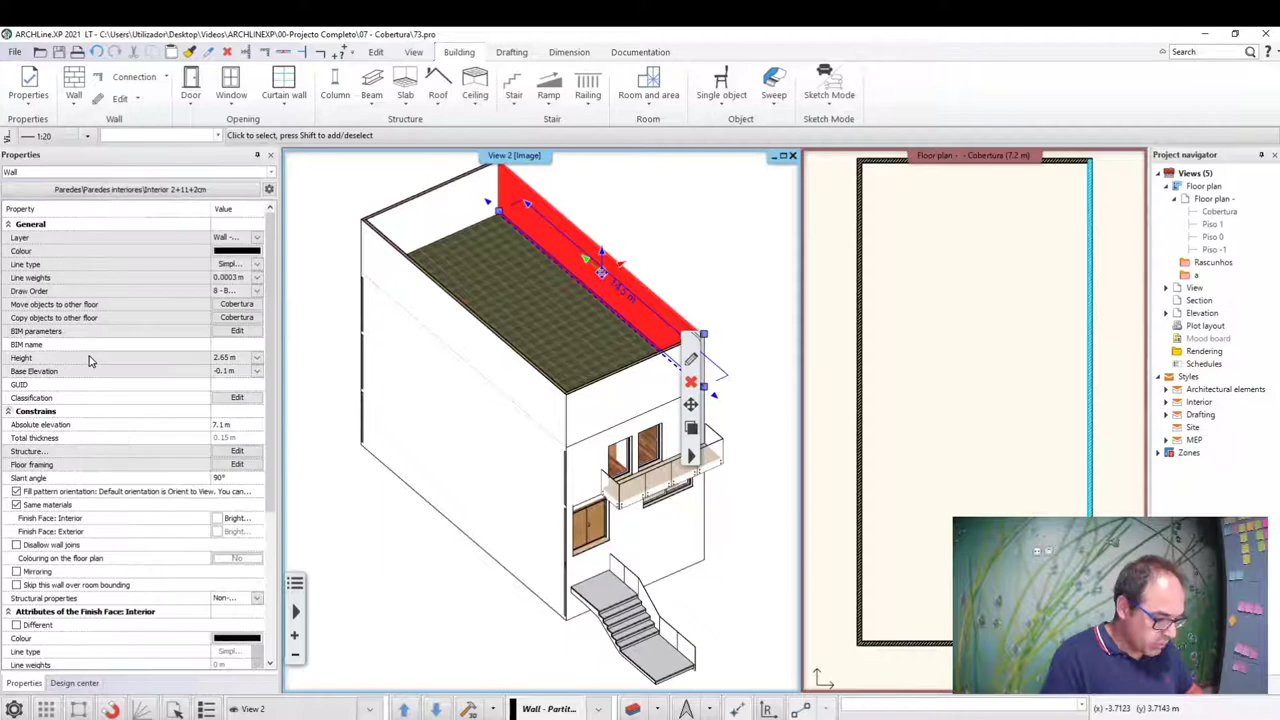 ARCHLine.XP 2021 LT - C:\Users\Utilizador\Desktop\Videos\ARCHLINEXP\00-Projecto Completo\07 - Cobertura\73.pro
File Edit View Building Drafting Dimension Documentation Search
Connection
Edit
Properties Wall Door Window Curtain wall Column Beam Slab Roof Ceiling Stair Ramp Railing Room and area Single object Sweep Sketch Mode
Properties Wall Opening Structure Stair Room Object Sketch Mode
1:20 Click to select, press Shift to add/deselect
Properties
Wall
Paredes\Paredes interiores\Interior 2+11+2cm
Property Value
General
Layer Wall -...
Colour
Line type Simpl...
Line weights 0.0003 m
Draw Order 8 - B...
Move objects to other floor Cobertura
Copy objects to other floor Cobertura
BIM parameters Edit
BIM name
Height 2.65 m
Base Elevation -0.1 m
GUID
Classification Edit
Constrains
Absolute elevation 7.1 m
Total thickness 0.15 m
Structure... Edit
Floor framing Edit
Slant angle 90°
Fill pattern orientation: Default orientation is Orient to View. You can...
Same materials
Finish Face: Interior Bright...
Finish Face: Exterior Bright...
Disallow wall joins
Colouring on the floor plan No
Mirroring
Skip this wall over room bounding
Structural properties Non-...
Attributes of the Finish Face: Interior
Different
Colour
Line type Simpl...
Line weights 0 m
Properties Design center
View 2 [Image]
14.5 m
Floor plan - - Cobertura (7.2 m)
Project navigator
Views (5)
Floor plan
Floor plan -
Cobertura
Piso 1
Piso 0
Piso -1
Rascunhos
a
View
Section
Elevation
Plot layout
Mood board
Rendering
Schedules
Styles
Architectural elements
Interior
Drafting
Site
MEP
Zones
View 2 Wall - Partit... (x) -3.7123 (y) 3.7143 m